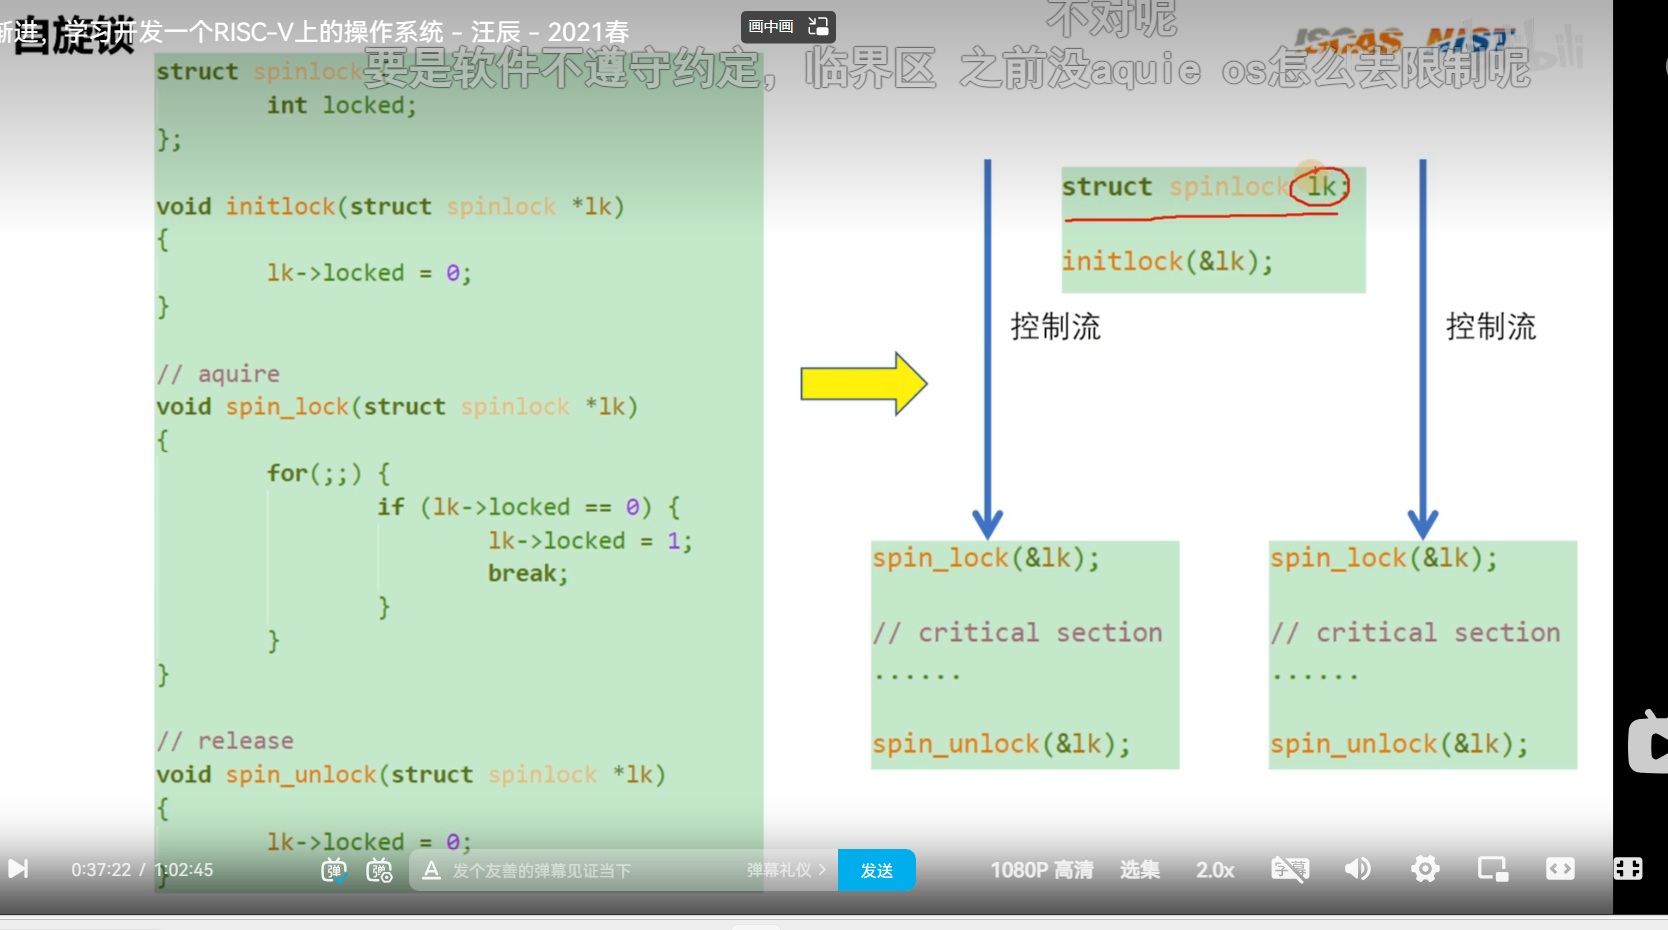 渐进，学习开发一个RISC-V上的操作系统 - 汪辰 - 2021春
自旋锁
画中画
不对呢
要是软件不遵守约定，临界区 之前没aquie os怎么去限制呢
ISCAS MIST
bilibili
struct spinlock {
int locked;
};
void initlock(struct spinlock *lk)
{
lk->locked = 0;
}
// aquire
void spin_lock(struct spinlock *lk)
{
for(;;) {
if (lk->locked == 0) {
lk->locked = 1;
break;
}
}
}
// release
void spin_unlock(struct spinlock *lk)
{
lk->locked = 0;
}
struct spinlock lk;
initlock(&lk);
控制流
控制流
spin_lock(&lk);
// critical section
......
spin_unlock(&lk);
spin_lock(&lk);
// critical section
......
spin_unlock(&lk);
0:37:22 / 1:02:45
弹
弹
A 发个友善的弹幕见证当下
弹幕礼仪 >
发送
1080P 高清
选集
2.0x
字幕